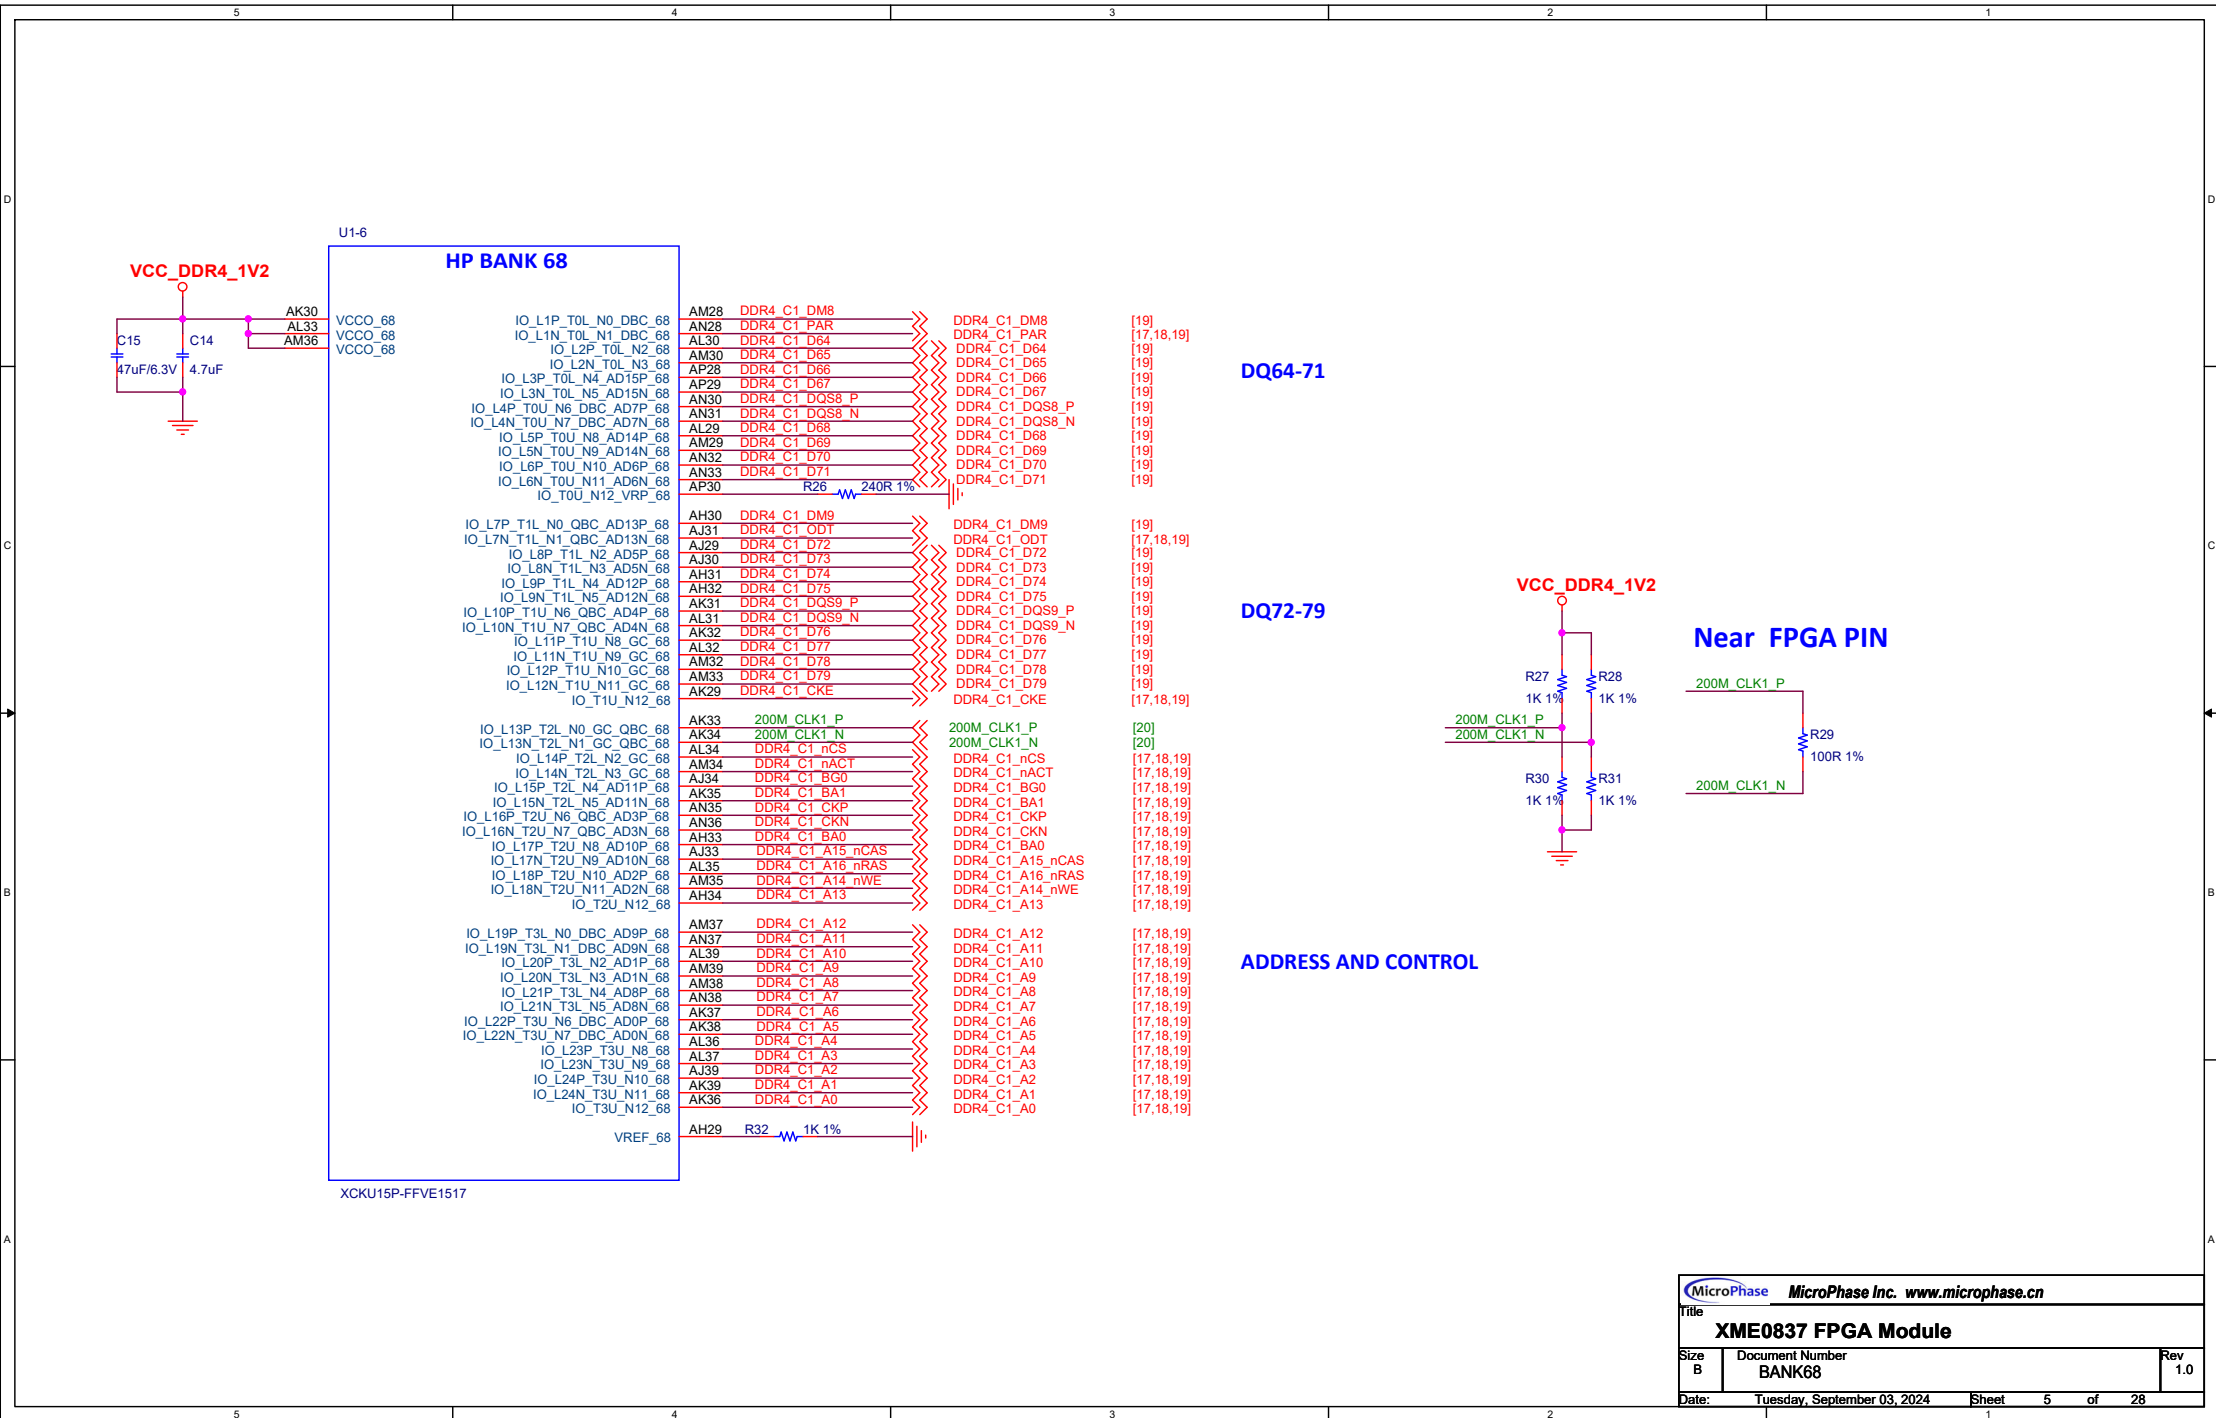 5 4 3 2 1
D D
C C
B B
A A
U1-6
HP BANK 68
VCC_DDR4_1V2
C15
47uF/6.3V
C14
4.7uF
AK30 VCCO_68
AL33 VCCO_68
AM36 VCCO_68
IO_L1P_T0L_N0_DBC_68 AM28 DDR4_C1_DM8 DDR4_C1_DM8 [19]
IO_L1N_T0L_N1_DBC_68 AN28 DDR4_C1_PAR DDR4_C1_PAR [17,18,19]
IO_L2P_T0L_N2_68 AL30 DDR4_C1_D64 DDR4_C1_D64 [19]
IO_L2N_T0L_N3_68 AM30 DDR4_C1_D65 DDR4_C1_D65 [19]
IO_L3P_T0L_N4_AD15P_68 AP28 DDR4_C1_D66 DDR4_C1_D66 [19]
IO_L3N_T0L_N5_AD15N_68 AP29 DDR4_C1_D67 DDR4_C1_D67 [19]
IO_L4P_T0U_N6_DBC_AD7P_68 AN30 DDR4_C1_DQS8_P DDR4_C1_DQS8_P [19]
IO_L4N_T0U_N7_DBC_AD7N_68 AN31 DDR4_C1_DQS8_N DDR4_C1_DQS8_N [19]
IO_L5P_T0U_N8_AD14P_68 AL29 DDR4_C1_D68 DDR4_C1_D68 [19]
IO_L5N_T0U_N9_AD14N_68 AM29 DDR4_C1_D69 DDR4_C1_D69 [19]
IO_L6P_T0U_N10_AD6P_68 AN32 DDR4_C1_D70 DDR4_C1_D70 [19]
IO_L6N_T0U_N11_AD6N_68 AN33 DDR4_C1_D71 DDR4_C1_D71 [19]
IO_T0U_N12_VRP_68 AP30 R26 240R 1%
DQ64-71
IO_L7P_T1L_N0_QBC_AD13P_68 AH30 DDR4_C1_DM9 DDR4_C1_DM9 [19]
IO_L7N_T1L_N1_QBC_AD13N_68 AJ31 DDR4_C1_ODT DDR4_C1_ODT [17,18,19]
IO_L8P_T1L_N2_AD5P_68 AJ29 DDR4_C1_D72 DDR4_C1_D72 [19]
IO_L8N_T1L_N3_AD5N_68 AJ30 DDR4_C1_D73 DDR4_C1_D73 [19]
IO_L9P_T1L_N4_AD12P_68 AH31 DDR4_C1_D74 DDR4_C1_D74 [19]
IO_L9N_T1L_N5_AD12N_68 AH32 DDR4_C1_D75 DDR4_C1_D75 [19]
IO_L10P_T1U_N6_QBC_AD4P_68 AK31 DDR4_C1_DQS9_P DDR4_C1_DQS9_P [19]
IO_L10N_T1U_N7_QBC_AD4N_68 AL31 DDR4_C1_DQS9_N DDR4_C1_DQS9_N [19]
IO_L11P_T1U_N8_GC_68 AK32 DDR4_C1_D76 DDR4_C1_D76 [19]
IO_L11N_T1U_N9_GC_68 AL32 DDR4_C1_D77 DDR4_C1_D77 [19]
IO_L12P_T1U_N10_GC_68 AM32 DDR4_C1_D78 DDR4_C1_D78 [19]
IO_L12N_T1U_N11_GC_68 AM33 DDR4_C1_D79 DDR4_C1_D79 [19]
IO_T1U_N12_68 AK29 DDR4_C1_CKE DDR4_C1_CKE [17,18,19]
DQ72-79
IO_L13P_T2L_N0_GC_QBC_68 AK33 200M_CLK1_P 200M_CLK1_P [20]
IO_L13N_T2L_N1_GC_QBC_68 AK34 200M_CLK1_N 200M_CLK1_N [20]
IO_L14P_T2L_N2_GC_68 AL34 DDR4_C1_nCS DDR4_C1_nCS [17,18,19]
IO_L14N_T2L_N3_GC_68 AM34 DDR4_C1_nACT DDR4_C1_nACT [17,18,19]
IO_L15P_T2L_N4_AD11P_68 AJ34 DDR4_C1_BG0 DDR4_C1_BG0 [17,18,19]
IO_L15N_T2L_N5_AD11N_68 AK35 DDR4_C1_BA1 DDR4_C1_BA1 [17,18,19]
IO_L16P_T2U_N6_QBC_AD3P_68 AN35 DDR4_C1_CKP DDR4_C1_CKP [17,18,19]
IO_L16N_T2U_N7_QBC_AD3N_68 AN36 DDR4_C1_CKN DDR4_C1_CKN [17,18,19]
IO_L17P_T2U_N8_AD10P_68 AH33 DDR4_C1_BA0 DDR4_C1_BA0 [17,18,19]
IO_L17N_T2U_N9_AD10N_68 AJ33 DDR4_C1_A15_nCAS DDR4_C1_A15_nCAS [17,18,19]
IO_L18P_T2U_N10_AD2P_68 AL35 DDR4_C1_A16_nRAS DDR4_C1_A16_nRAS [17,18,19]
IO_L18N_T2U_N11_AD2N_68 AM35 DDR4_C1_A14_nWE DDR4_C1_A14_nWE [17,18,19]
IO_T2U_N12_68 AH34 DDR4_C1_A13 DDR4_C1_A13 [17,18,19]
IO_L19P_T3L_N0_DBC_AD9P_68 AM37 DDR4_C1_A12 DDR4_C1_A12 [17,18,19]
IO_L19N_T3L_N1_DBC_AD9N_68 AN37 DDR4_C1_A11 DDR4_C1_A11 [17,18,19]
IO_L20P_T3L_N2_AD1P_68 AL39 DDR4_C1_A10 DDR4_C1_A10 [17,18,19]
IO_L20N_T3L_N3_AD1N_68 AM39 DDR4_C1_A9 DDR4_C1_A9 [17,18,19]
IO_L21P_T3L_N4_AD8P_68 AM38 DDR4_C1_A8 DDR4_C1_A8 [17,18,19]
IO_L21N_T3L_N5_AD8N_68 AN38 DDR4_C1_A7 DDR4_C1_A7 [17,18,19]
IO_L22P_T3U_N6_DBC_AD0P_68 AK37 DDR4_C1_A6 DDR4_C1_A6 [17,18,19]
IO_L22N_T3U_N7_DBC_AD0N_68 AK38 DDR4_C1_A5 DDR4_C1_A5 [17,18,19]
IO_L23P_T3U_N8_68 AL36 DDR4_C1_A4 DDR4_C1_A4 [17,18,19]
IO_L23N_T3U_N9_68 AL37 DDR4_C1_A3 DDR4_C1_A3 [17,18,19]
IO_L24P_T3U_N10_68 AJ39 DDR4_C1_A2 DDR4_C1_A2 [17,18,19]
IO_L24N_T3U_N11_68 AK39 DDR4_C1_A1 DDR4_C1_A1 [17,18,19]
IO_T3U_N12_68 AK36 DDR4_C1_A0 DDR4_C1_A0 [17,18,19]
ADDRESS AND CONTROL
VREF_68 AH29 R32 1K 1%
XCKU15P-FFVE1517
VCC_DDR4_1V2
R27 R28
1K 1% 1K 1%
200M_CLK1_P
200M_CLK1_N
R30 R31
1K 1% 1K 1%
Near FPGA PIN
200M_CLK1_P
R29
100R 1%
200M_CLK1_N
MicroPhase MicroPhase Inc. www.microphase.cn
Title
XME0837 FPGA Module
Size Document Number Rev
B BANK68 1.0
Date: Tuesday, September 03, 2024 Sheet 5 of 28
5 4 3 2 1